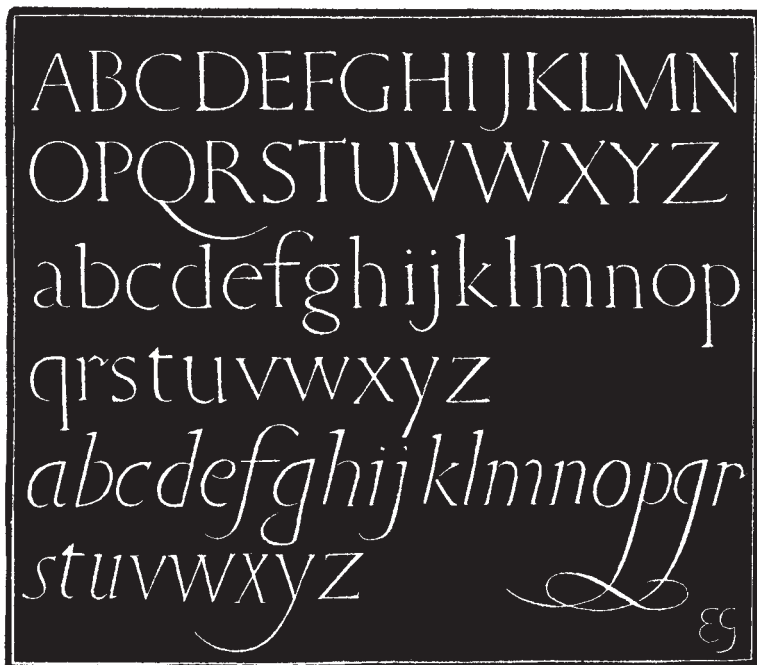 ABCDEFGHIJKLMN
OPQRSTUVWXYZ
abcdefghijklmnop
qrstuvwxyz
abcdefghijklmnopqr
stuvwxyz
EG